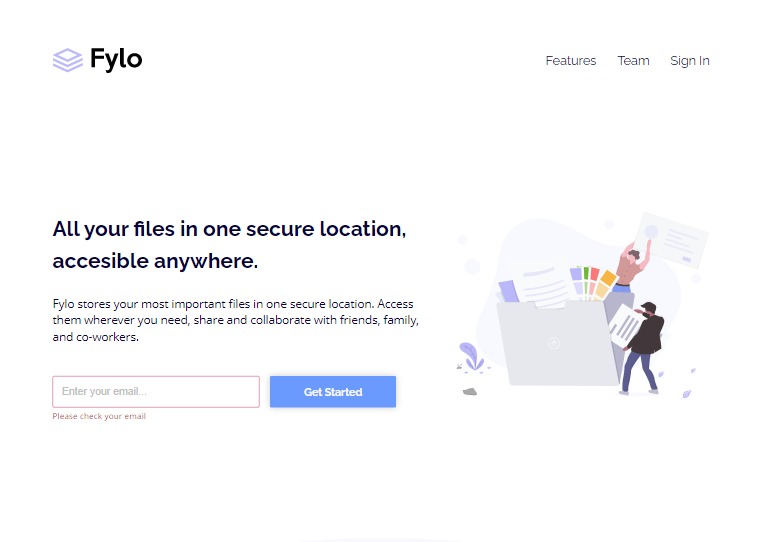 Fylo
Features
Team
Sign In
All your files in one secure location,
accesible anywhere.
Fylo stores your most important files in one secure location. Access
them wherever you need, share and collaborate with friends, family,
and co-workers.
Enter your email...
Get Started
Please check your email